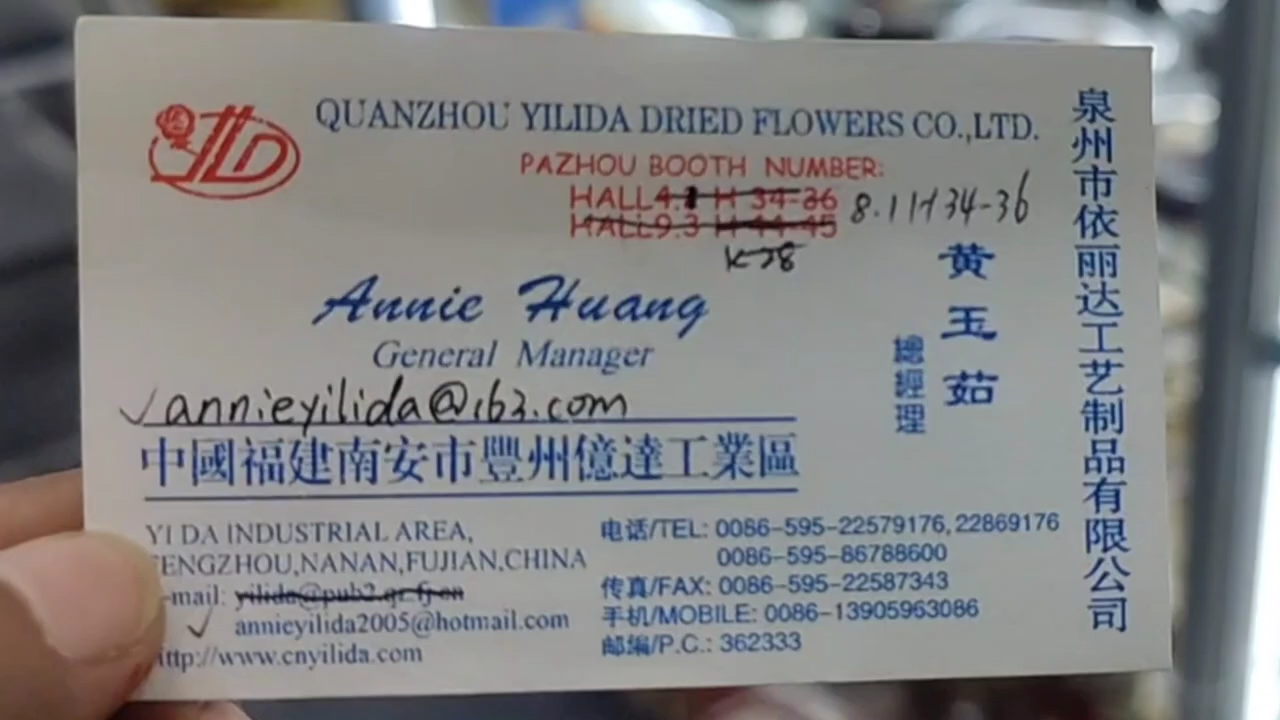 YLD
QUANZHOU YILIDA DRIED FLOWERS CO.,LTD.
PAZHOU BOOTH NUMBER:
HALL4.1 H 34-36 8.1 H 34-36
HALL9.3 H 44-45
K-28
Annie Huang
General Manager
annieyilida@163.com
中國福建南安市豐州億達工業區
YI DA INDUSTRIAL AREA,
FENGZHOU,NANAN,FUJIAN,CHINA
-mail: yilida@pub2.qz.fj.cn
annieyilida2005@hotmail.com
http://www.cnyilida.com
电话/TEL: 0086-595-22579176, 22869176
0086-595-86788600
传真/FAX: 0086-595-22587343
手机/MOBILE: 0086-13905963086
邮编/P.C.: 362333
黄玉茹
總經理
泉州市依丽达工艺制品有限公司